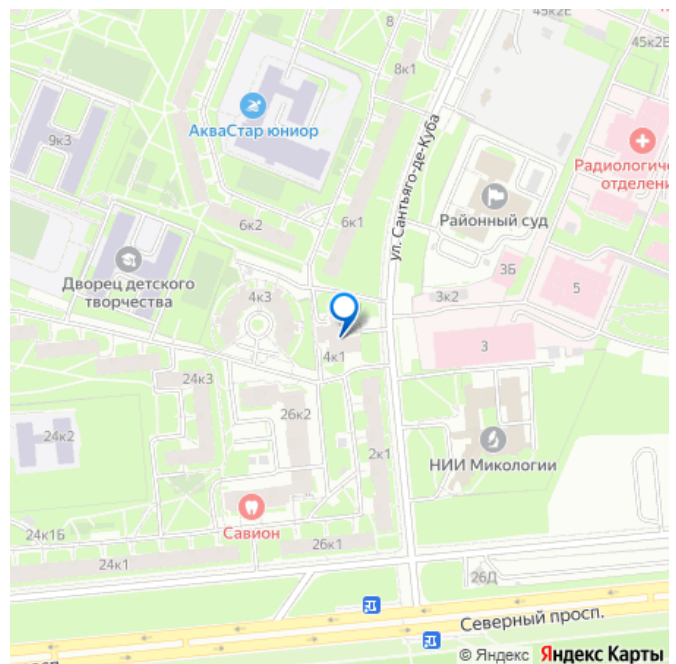 45к2Е
8
45к2Е
8к1
АкваСтар юниор
9к3
ул. Сантьяго-де-Куба
Радиологиче
отделени
Районный суд
6к2
6к1
Дворец детского
творчества
3Б
4к3
3к2
5
4к1
3
24к3
26к2
24к2
2к1
НИИ Микологии
Савион
24к1Б
26к1
24к1
26Д
Северный просп.
просп.
© Яндекс Яндекс Карты